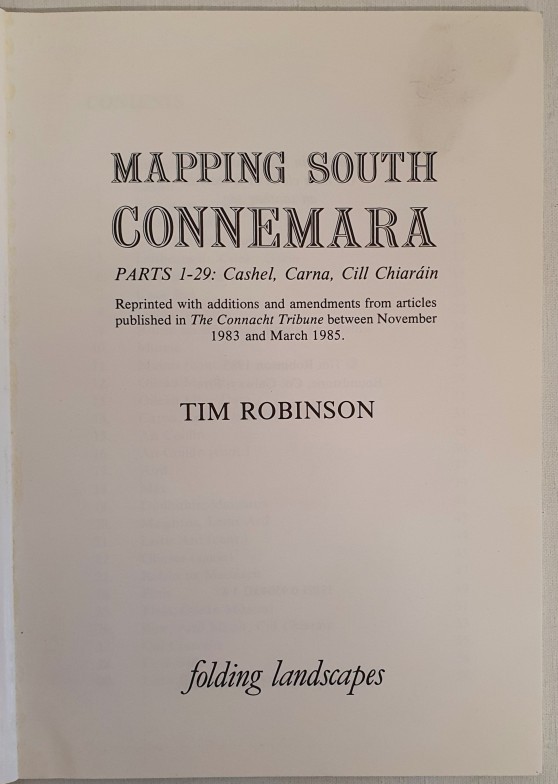 MAPPING SOUTH
CONNEMARA
PARTS 1-29: Cashel, Carna, Cill Chiaráin
Reprinted with additions and amendments from articles
published in The Connacht Tribune between November
1983 and March 1985.
TIM ROBINSON
folding landscapes